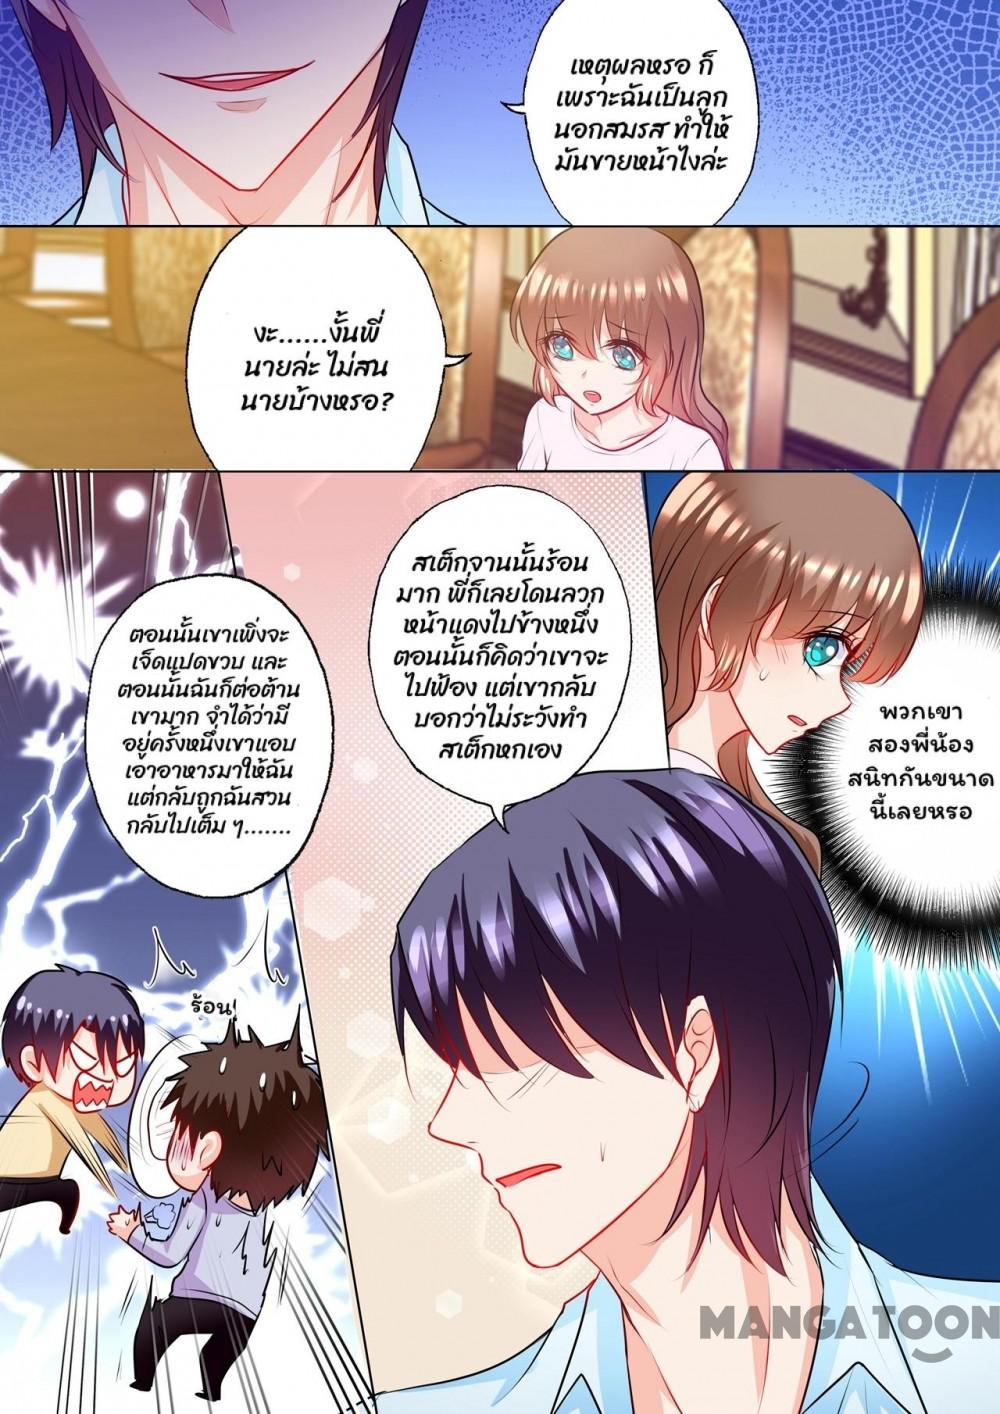 เหตุผลหรอ ก็
เพราะฉันเป็นลูก
นอกสมรส ทำให้
มันขายหน้าไงล่ะ
งะ......งั้นพี่
นายล่ะ ไม่สน
นายบ้างหรอ?
ตอนนั้นเขาเพิ่งจะ
เจ็ดแปดขวบ และ
ตอนนั้นฉันก็ต่อต้าน
เขามาก จำได้ว่ามี
อยู่ครั้งหนึ่งเขาแอบ
เอาอาหารมาให้ฉัน
แต่กลับถูกฉันสวน
กลับไปเต็ม ๆ.......
สเต็กจานนั้นร้อน
มาก พี่ก็เลยโดนลวก
หน้าแดงไปข้างหนึ่ง
ตอนนั้นก็คิดว่าเขาจะ
ไปฟ้อง แต่เขากลับ
บอกว่าไม่ระวังทำ
สเต็กหกเอง
พวกเขา
สองพี่น้อง
สนิทกันขนาด
นี้เลยหรอ
ร้อน!
MANGATOON